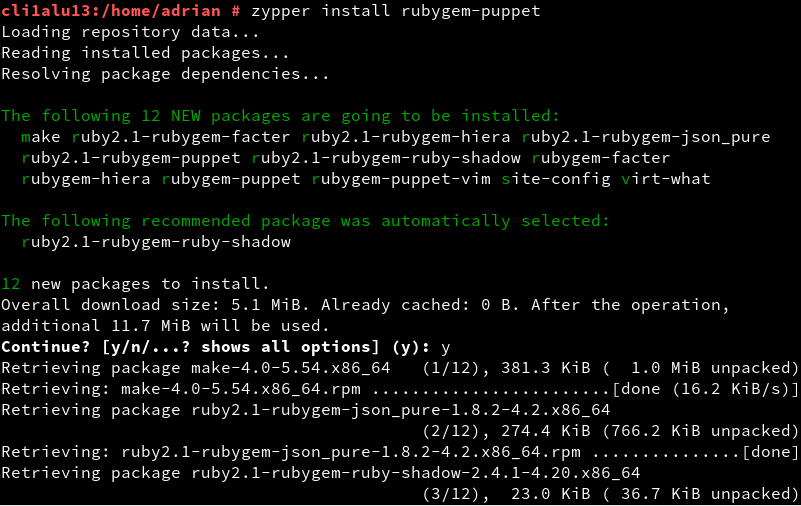 cli1alu13:/home/adrian # zypper install rubygem-puppet
Loading repository data...
Reading installed packages...
Resolving package dependencies...
The following 12 NEW packages are going to be installed:
make ruby2.1-rubygem-facter ruby2.1-rubygem-hiera ruby2.1-rubygem-json_pure
ruby2.1-rubygem-puppet ruby2.1-rubygem-ruby-shadow rubygem-facter
rubygem-hiera rubygem-puppet rubygem-puppet-vim site-config virt-what
The following recommended package was automatically selected:
ruby2.1-rubygem-ruby-shadow
12 new packages to install.
Overall download size: 5.1 MiB. Already cached: 0 B. After the operation,
additional 11.7 MiB will be used.
Continue? [y/n/...? shows all options] (y): y
Retrieving package make-4.0-5.54.x86_64   (1/12), 381.3 KiB (  1.0 MiB unpacked)
Retrieving: make-4.0-5.54.x86_64.rpm ........................[done (16.2 KiB/s)]
Retrieving package ruby2.1-rubygem-json_pure-1.8.2-4.2.x86_64
(2/12), 274.4 KiB (766.2 KiB unpacked)
Retrieving: ruby2.1-rubygem-json_pure-1.8.2-4.2.x86_64.rpm ...............[done]
Retrieving package ruby2.1-rubygem-ruby-shadow-2.4.1-4.20.x86_64
(3/12),  23.0 KiB ( 36.7 KiB unpacked)